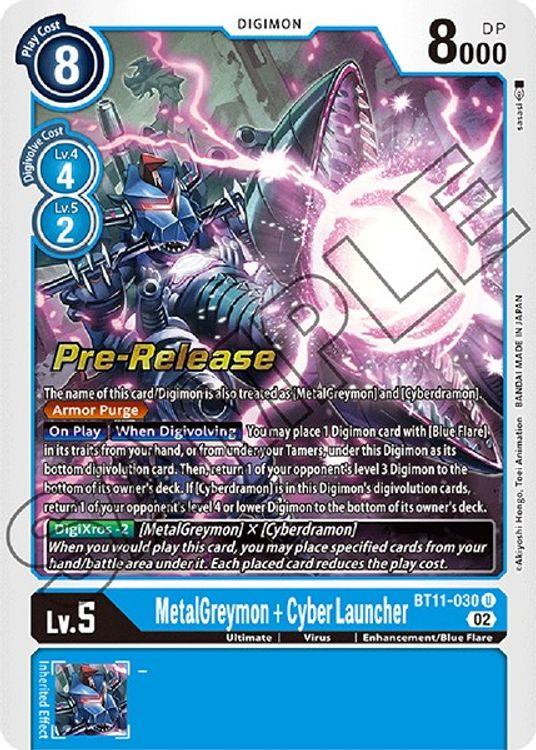 DIGIMON
Play Cost
8
DP
8000
Digivolve Cost
Lv.4
4
Lv.5
2
sasasi
SAMPLE
Pre-Release
The name of this card/Digimon is also treated as [MetalGreymon] and [Cyberdramon].
Armor Purge
On Play When Digivolving You may place 1 Digimon card with [Blue Flare]
in its traits from your hand, or from under your Tamers, under this Digimon as its
bottom digivolution card. Then, return 1 of your opponent's level 3 Digimon to the
bottom of its owner's deck. If [Cyberdramon] is in this Digimon's digivolution cards,
return 1 of your opponent's level 4 or lower Digimon to the bottom of its owner's deck.
DigiXros -2 [MetalGreymon] × [Cyberdramon]
When you would play this card, you may place specified cards from your
hand/battle area under it. Each placed card reduces the play cost.
©Akiyoshi Hongo, Toei Animation BANDAI MADE IN JAPAN
Lv.5
MetalGreymon + Cyber Launcher
BT11-030 U
02
Ultimate Virus Enhancement/Blue Flare
Inherited Effect
-